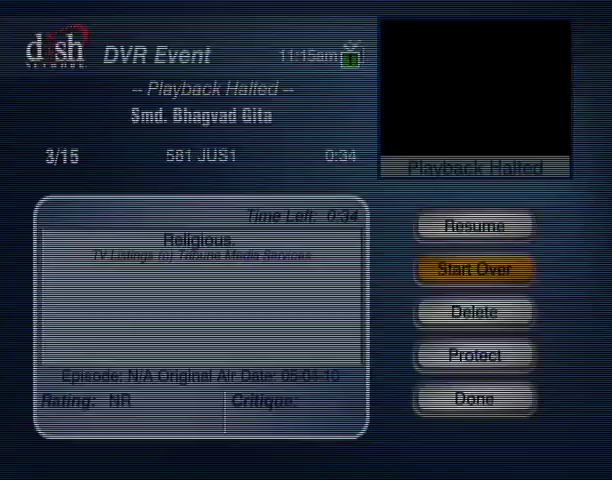 dish
NETWORK
DVR Event
11:15am
-- Playback Halted --
Smd. Bhagvad Gita
3/15 581 JUS1 0:34
Playback Halted
Time Left: 0:34
Religious.
TV Listings (c) Tribune Media Services
Episode: N/A Original Air Date: 05-04-10
Rating: NR Critique:
Resume
Start Over
Delete
Protect
Done